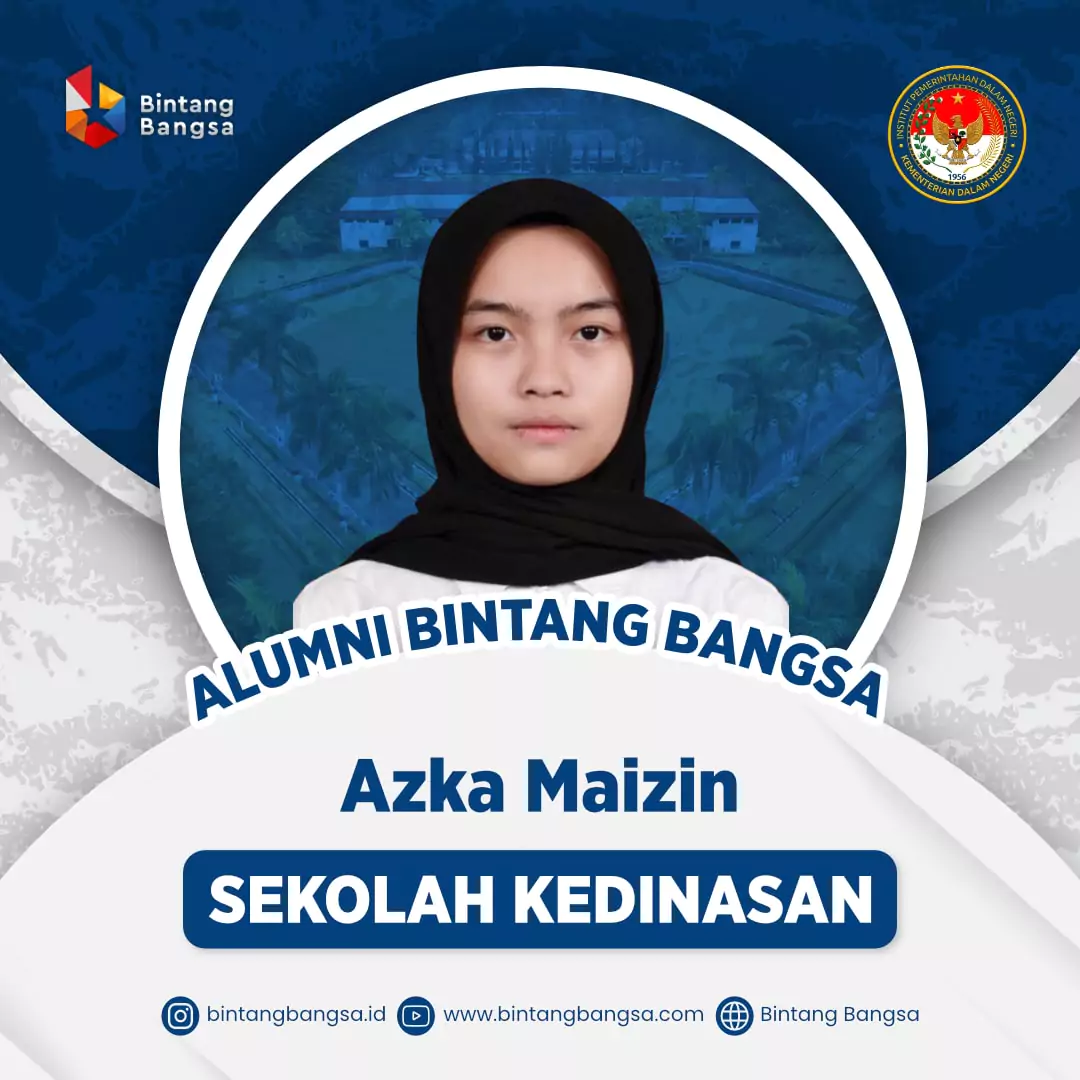 Bintang
Bangsa
INSTITUT PEMERINTAHAN DALAM NEGERI
KEMENTERIAN DALAM NEGERI
1956
ALUMNI BINTANG BANGSA
Azka Maizin
SEKOLAH KEDINASAN
bintangbangsa.id www.bintangbangsa.com Bintang Bangsa